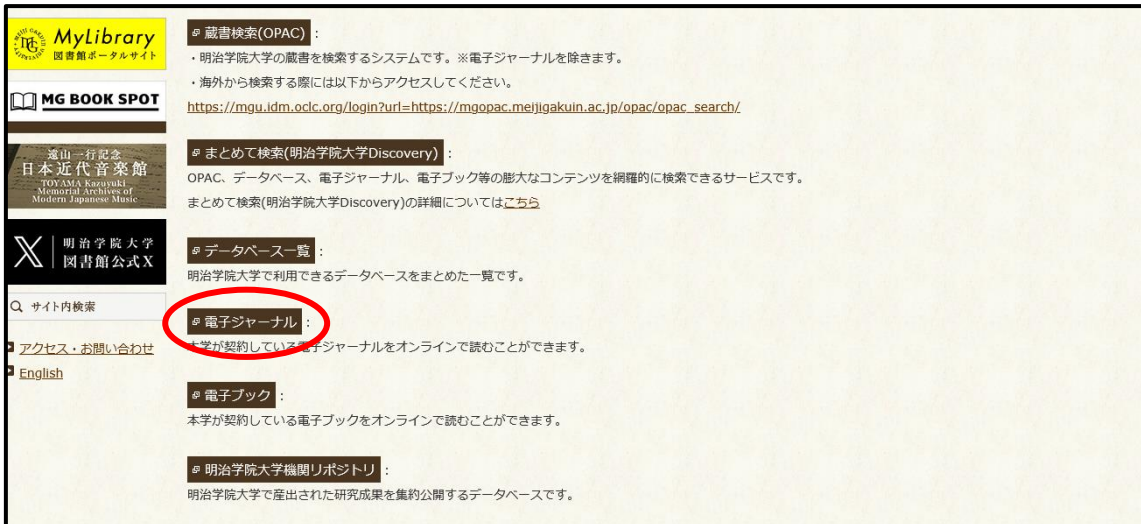 MyLibrary
図書館ポータルサイト
MG BOOK SPOT
遠山一行記念
日本近代音楽館
TOYAMA Kazuyuki
Memorial Archives of
Modern Japanese Music
明治学院大学
図書館公式X
サイト内検索
アクセス・お問い合わせ
English
蔵書検索(OPAC) :
・明治学院大学の蔵書を検索するシステムです。※電子ジャーナルを除きます。
・海外から検索する際には以下からアクセスしてください。
https://mgu.idm.oclc.org/login?url=https://mgopac.meijigakuin.ac.jp/opac/opac_search/
まとめて検索(明治学院大学Discovery) :
OPAC、データベース、電子ジャーナル、電子ブック等の膨大なコンテンツを網羅的に検索できるサービスです。
まとめて検索(明治学院大学Discovery)の詳細についてはこちら
データベース一覧 :
明治学院大学で利用できるデータベースをまとめた一覧です。
電子ジャーナル :
本学が契約している電子ジャーナルをオンラインで読むことができます。
電子ブック :
本学が契約している電子ブックをオンラインで読むことができます。
明治学院大学機関リポジトリ :
明治学院大学で産出された研究成果を集約公開するデータベースです。